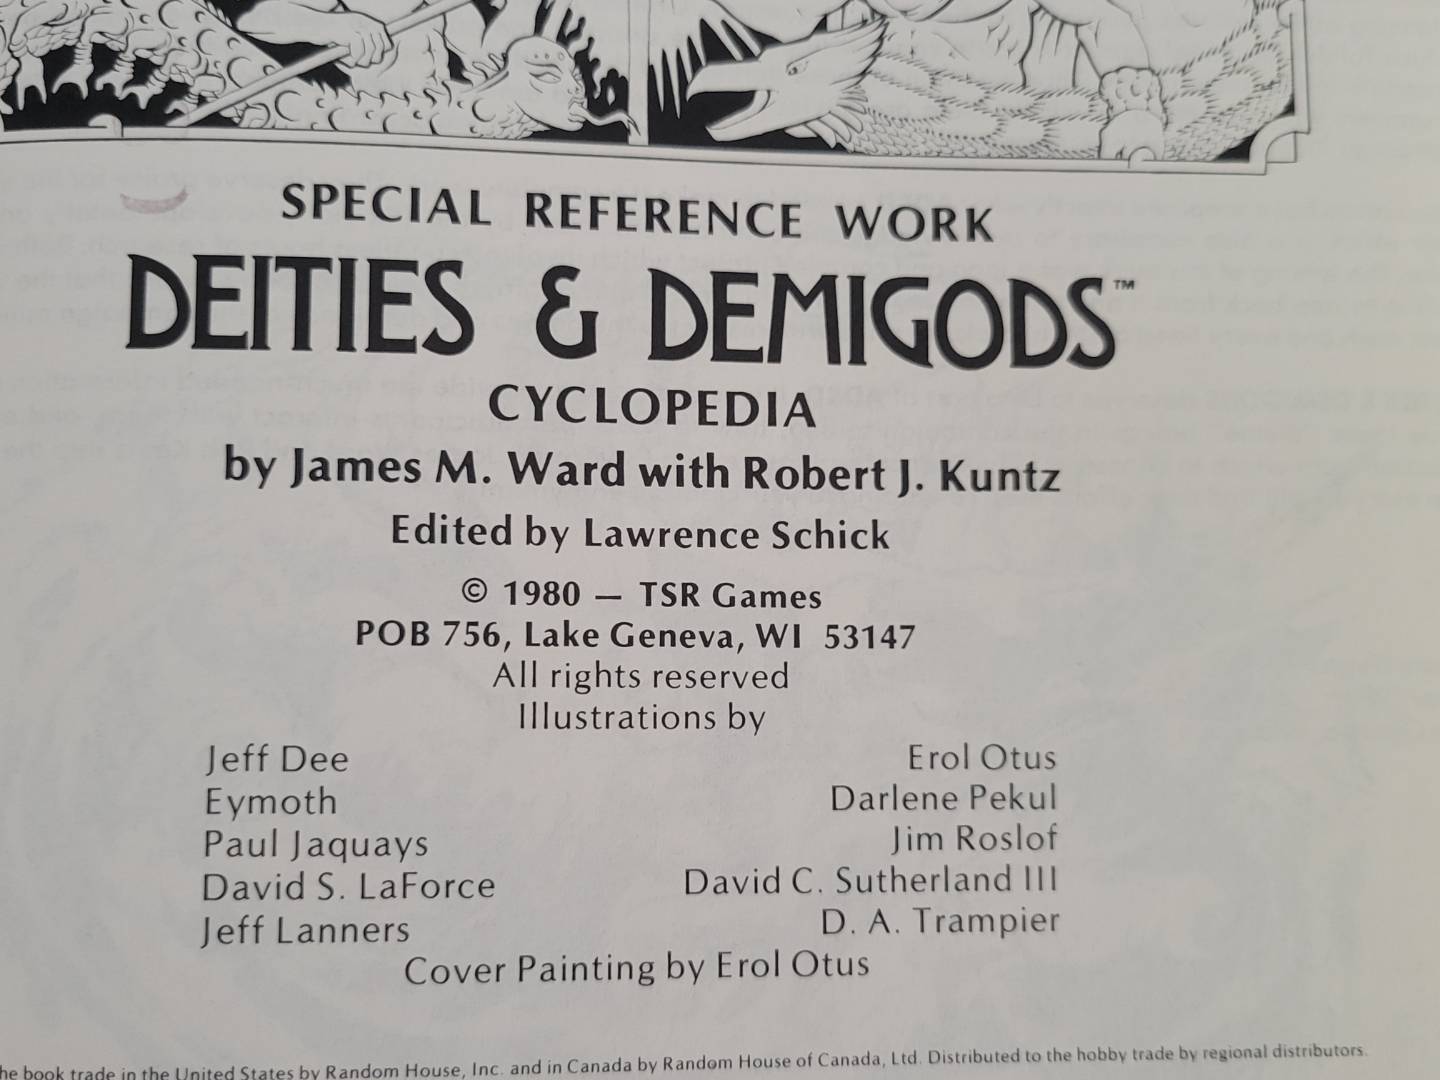 SPECIAL REFERENCE WORK
DEITIES & DEMIGODS™
CYCLOPEDIA
by James M. Ward with Robert J. Kuntz
Edited by Lawrence Schick
© 1980 — TSR Games
POB 756, Lake Geneva, WI 53147
All rights reserved
Illustrations by
Jeff Dee
Eymoth
Paul Jaquays
David S. LaForce
Jeff Lanners
Erol Otus
Darlene Pekul
Jim Roslof
David C. Sutherland III
D. A. Trampier
Cover Painting by Erol Otus
he book trade in the United States by Random House, Inc. and in Canada by Random House of Canada, Ltd. Distributed to the hobby trade by regional distributors.